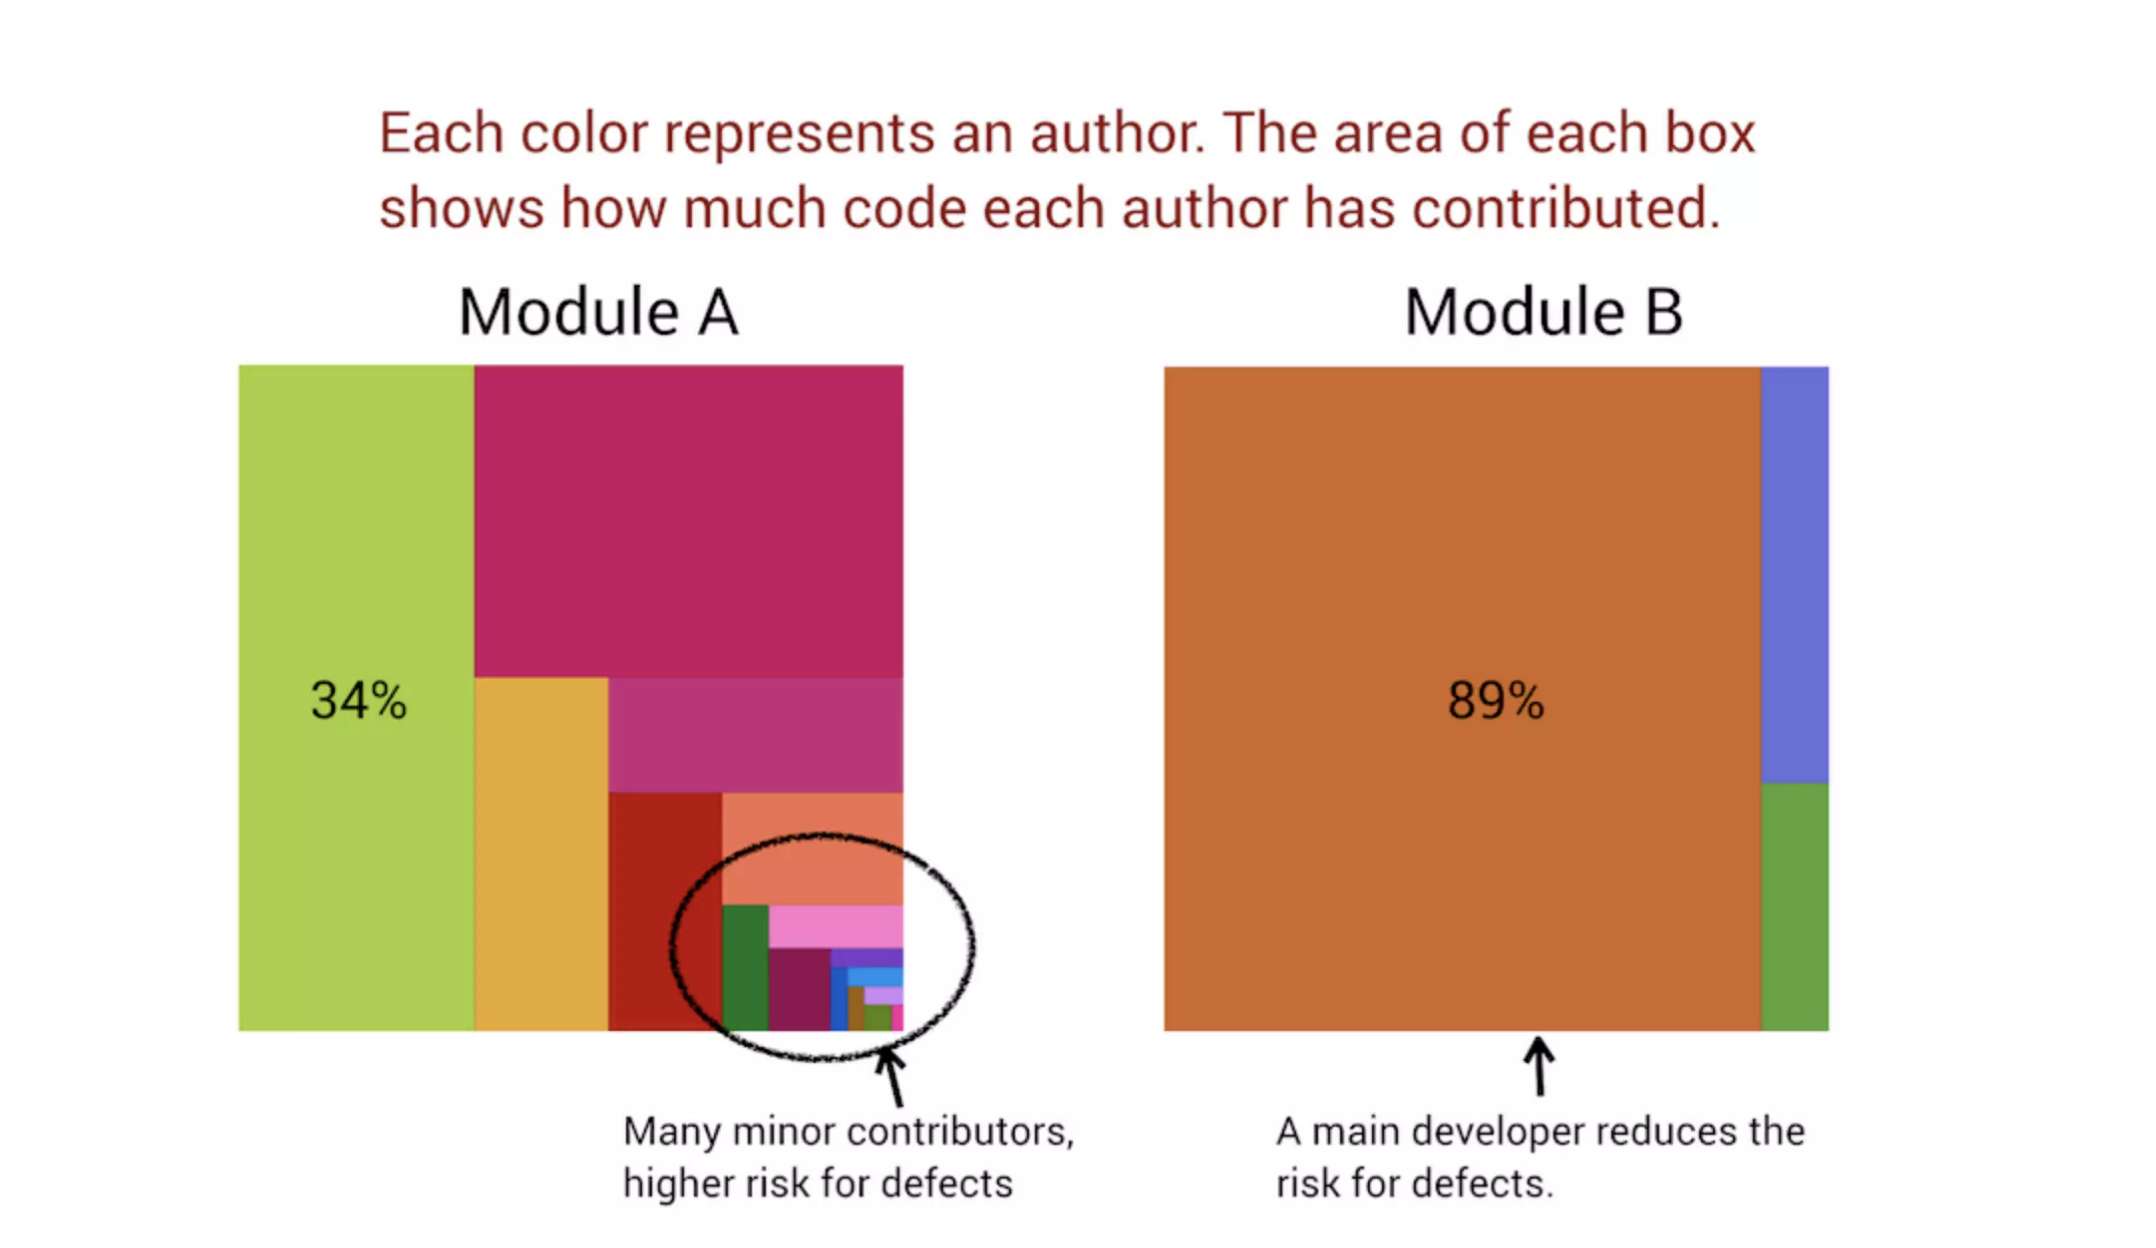 Each color represents an author. The area of each box
shows how much code each author has contributed.
Module A
Module B
34%
89%
Many minor contributors,
higher risk for defects
A main developer reduces the
risk for defects.